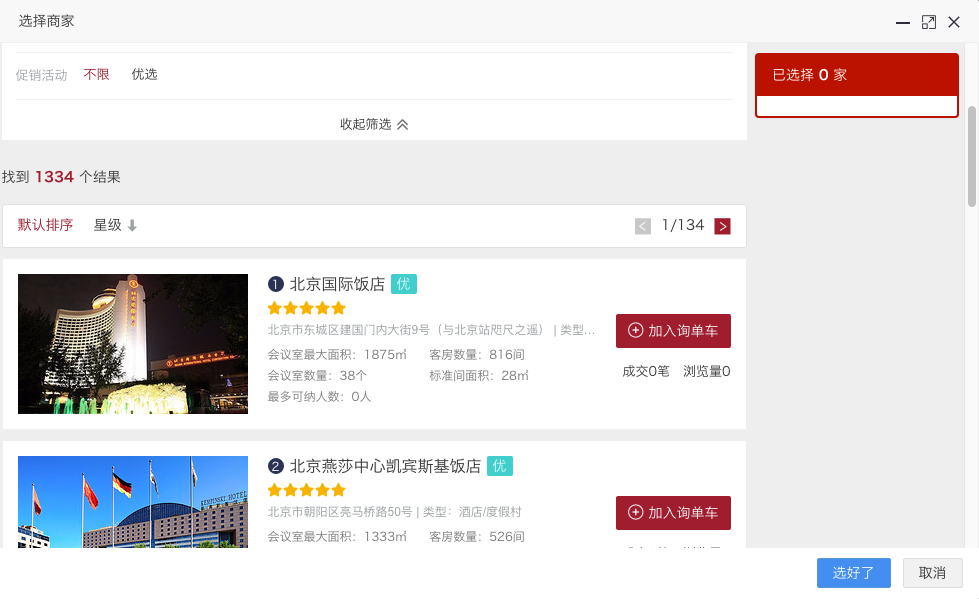 选择商家
促销活动 不限 优选
收起筛选
已选择 0 家
找到 1334 个结果
默认排序 星级 1/134
1 北京国际饭店 优
北京市东城区建国门内大街9号（与北京站咫尺之遥） | 类型...
会议室最大面积：1875㎡ 客房数量：816间
会议室数量：38个 标准间面积：28㎡
最多可纳人数：0人
加入询单车
成交0笔 浏览量0
2 北京燕莎中心凯宾斯基饭店 优
北京市朝阳区亮马桥路50号 | 类型：酒店/度假村
会议室最大面积：1333㎡ 客房数量：526间
加入询单车
KEMPINSKI HOTEL
选好了 取消